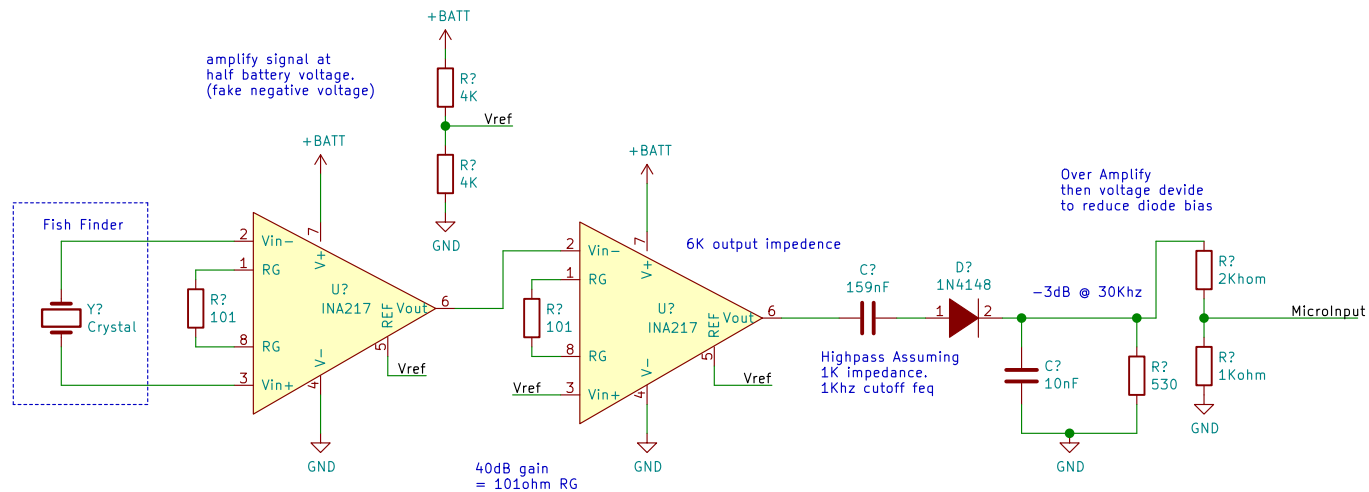 +BATT
amplify signal at
half battery voltage.
(fake negative voltage)
R?
4K
Vref
R?
4K
GND
+BATT
+BATT
Over Amplify
then voltage devide
to reduce diode bias
Fish Finder
Y?
Crystal
2
Vin-
1
RG
R?
101
8
RG
3
Vin+
7
V+
U?
INA217
Vout
6
REF
5
V-
4
Vref
GND
2
Vin-
1
RG
R?
101
8
RG
Vref
3
Vin+
7
V+
U?
INA217
Vout
6
REF
5
V-
4
Vref
GND
6K output impedence
C?
159nF
D?
1N4148
1
2
Highpass Assuming
1K impedance.
1Khz cutoff feq
-3dB @ 30Khz
C?
10nF
R?
530
GND
R?
2Khom
MicroInput
R?
1Kohm
GND
40dB gain
= 101ohm RG